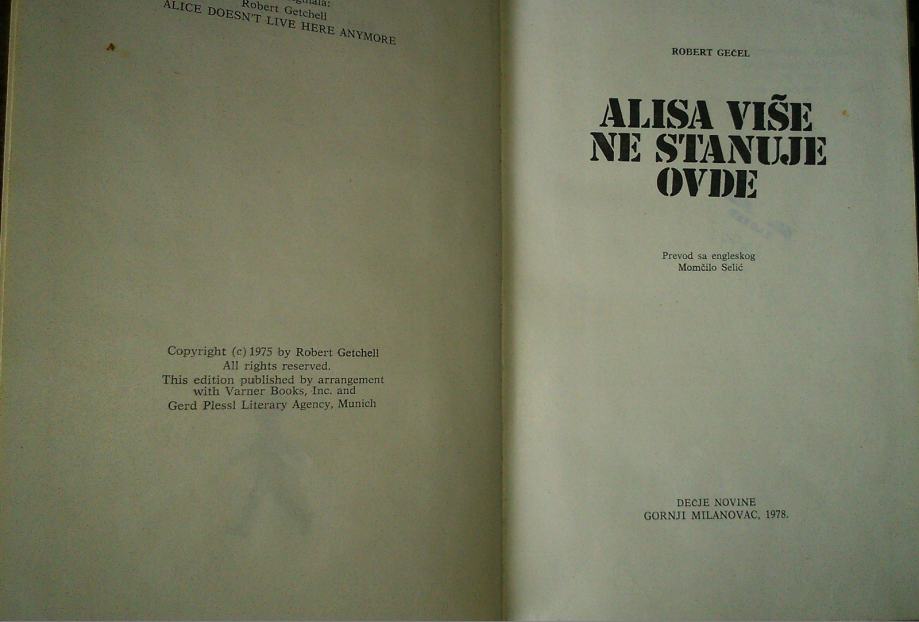 Robert Getchell
ALICE DOESN'T LIVE HERE ANYMORE
Copyright (c) 1975 by Robert Getchell
All rights reserved.
This edition published by arrangement
with Varner Books, Inc. and
Gerd Plessl Literary Agency, Munich
ROBERT GEČEL
ALISA VIŠE
NE STANUJE
OVDE
Prevod sa engleskog
Momčilo Selić
DEČJE NOVINE
GORNJI MILANOVAC, 1978.